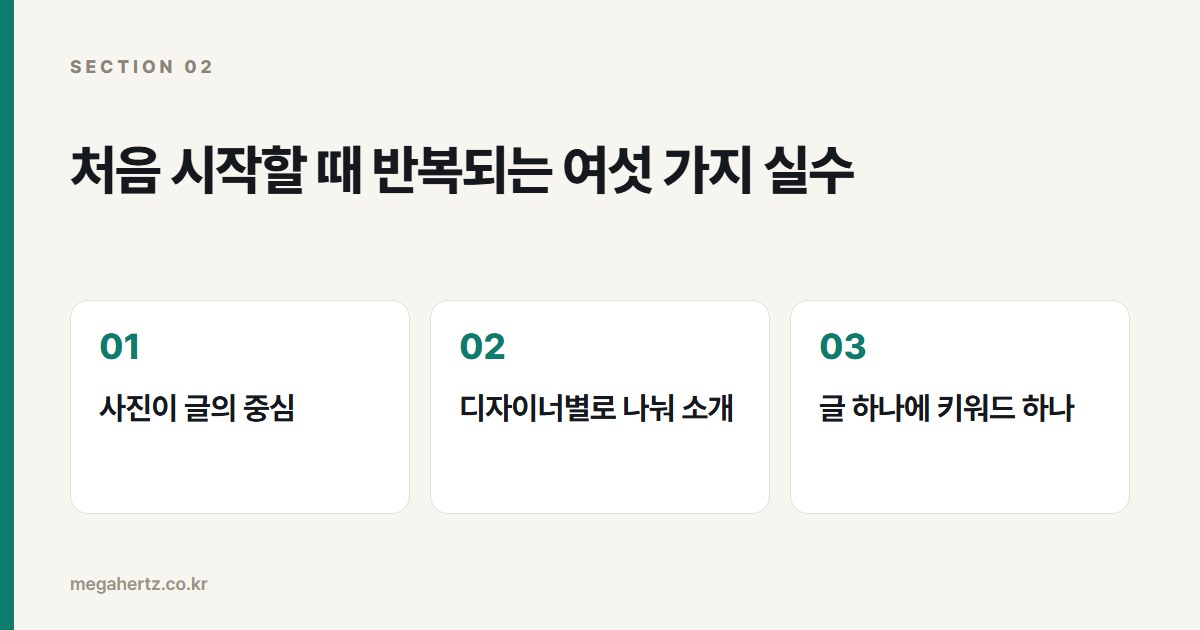 SECTION 02
처음 시작할 때 반복되는 여섯 가지 실수
01
사진이 글의 중심
02
디자이너별로 나눠 소개
03
글 하나에 키워드 하나
megahertz.co.kr